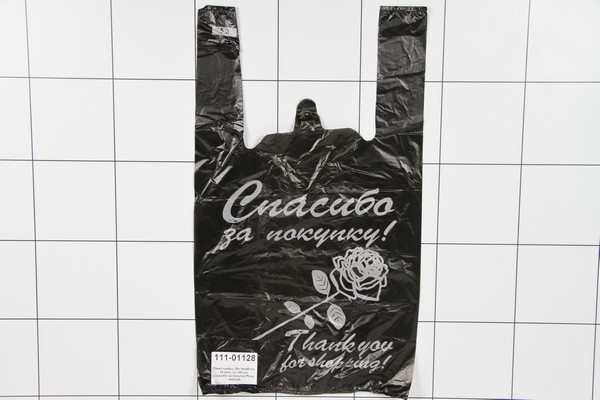 Спасибо
за покупку!
Thank you
for shopping!
111-01128